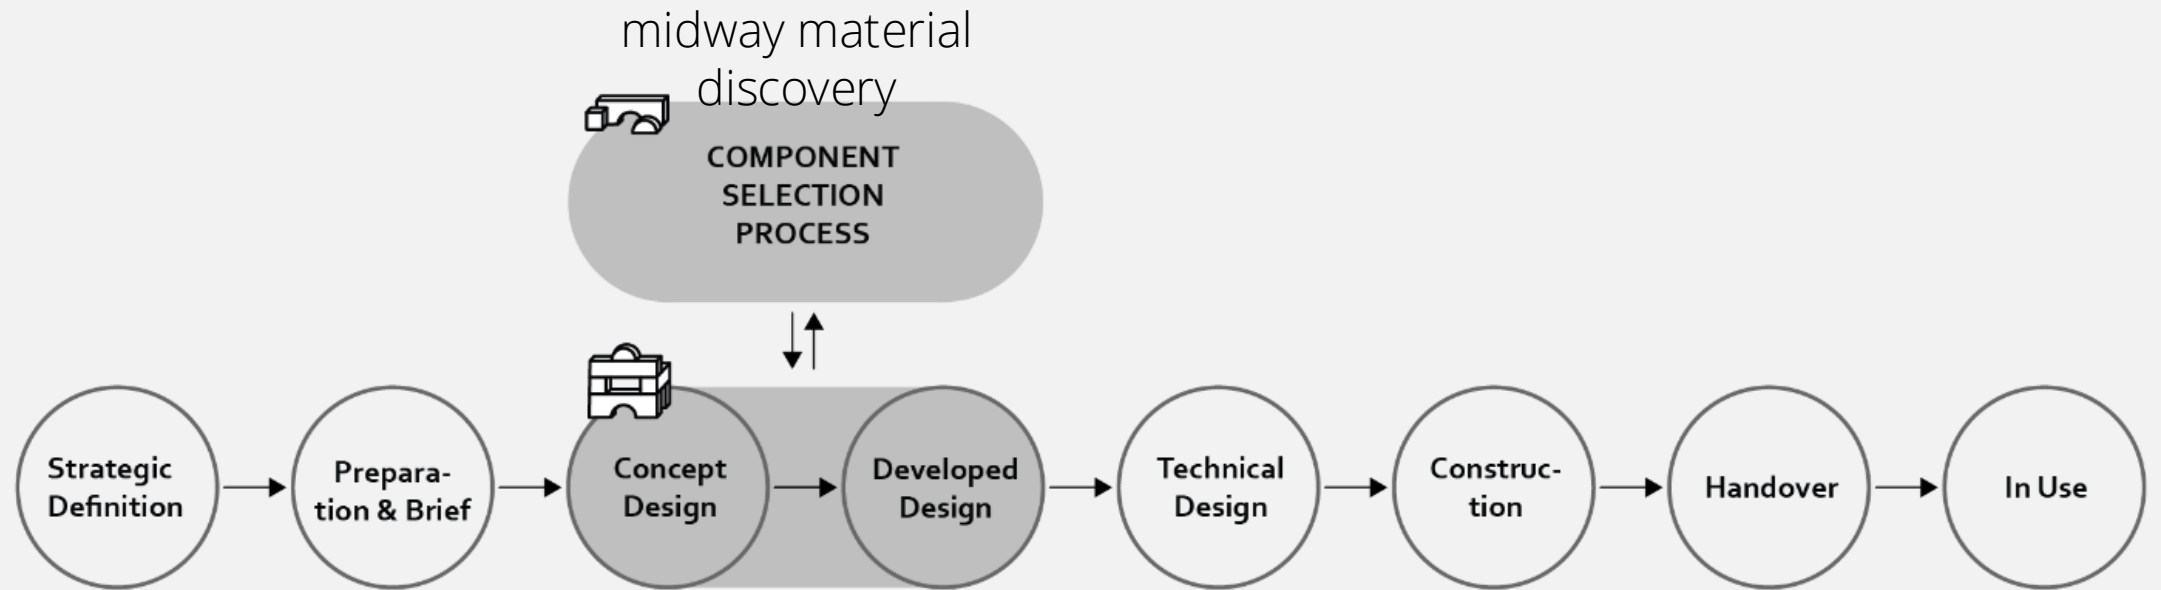 midway material
discovery
COMPONENT
SELECTION
PROCESS
Strategic
Definition
Prepara-
tion & Brief
Concept
Design
Developed
Design
Technical
Design
Construc-
tion
Handover
In Use